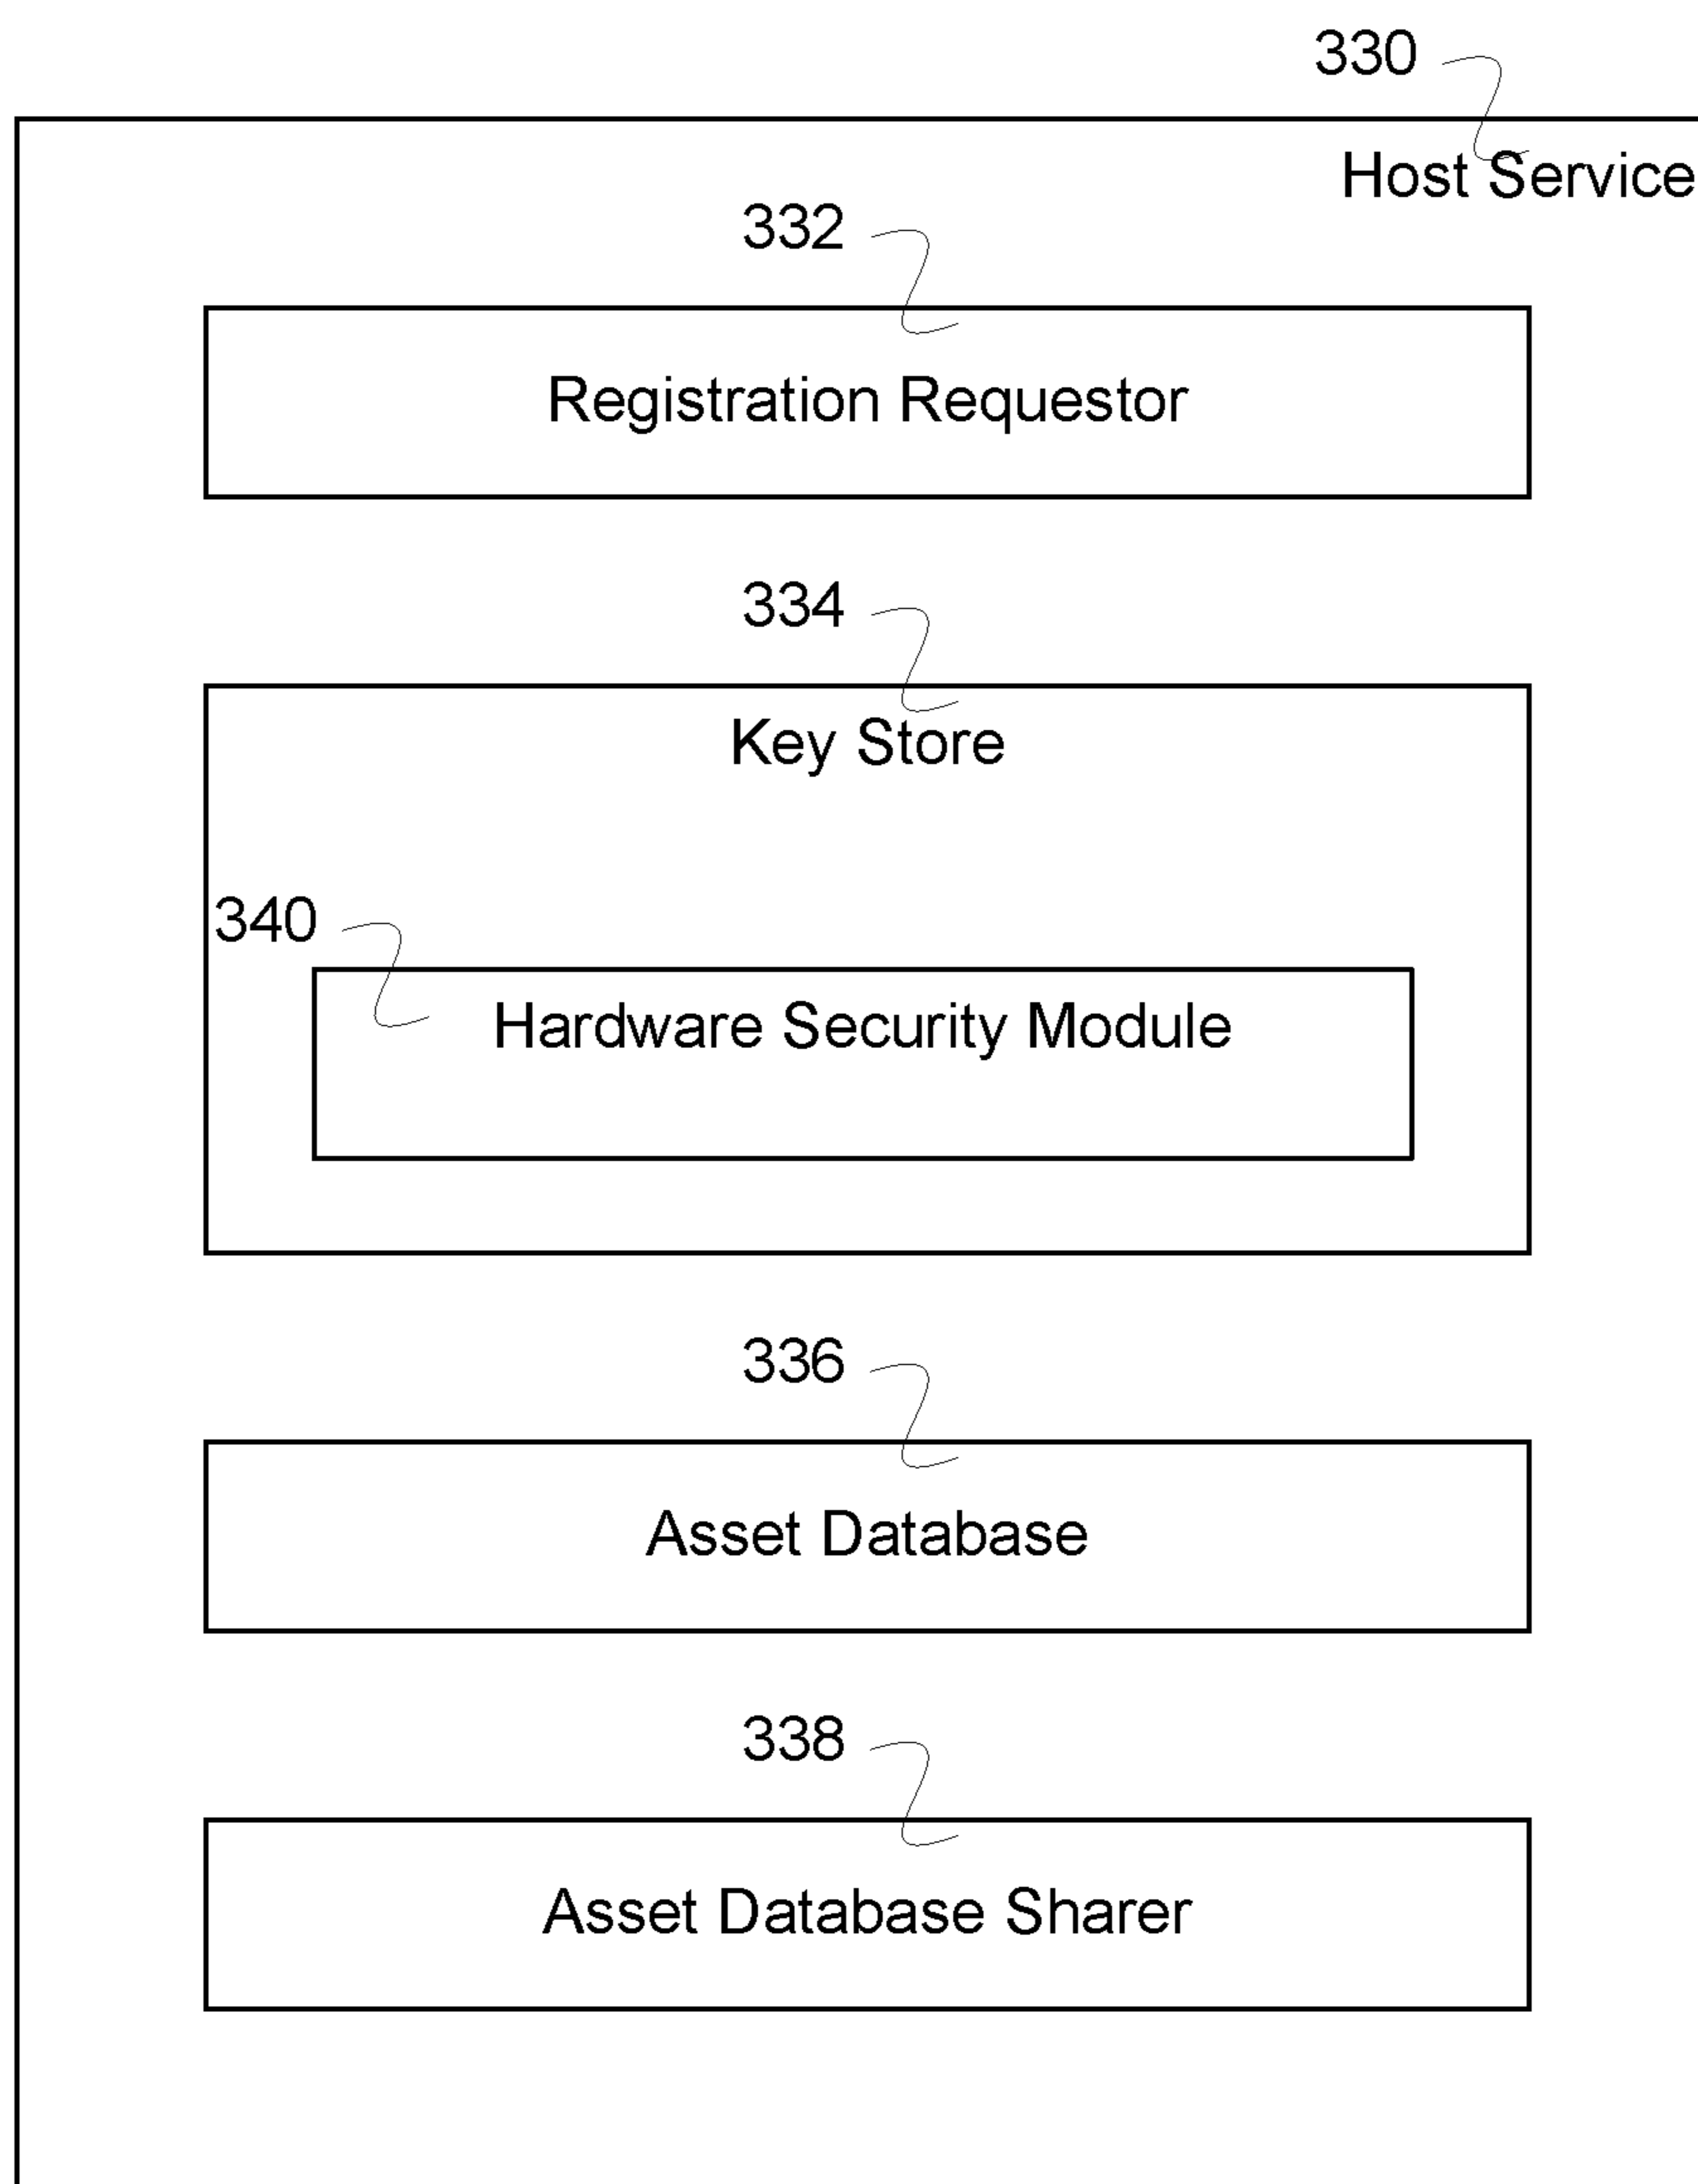 330
Host Service
332
Registration Requestor
334
Key Store
340
Hardware Security Module
336
Asset Database
338
Asset Database Sharer